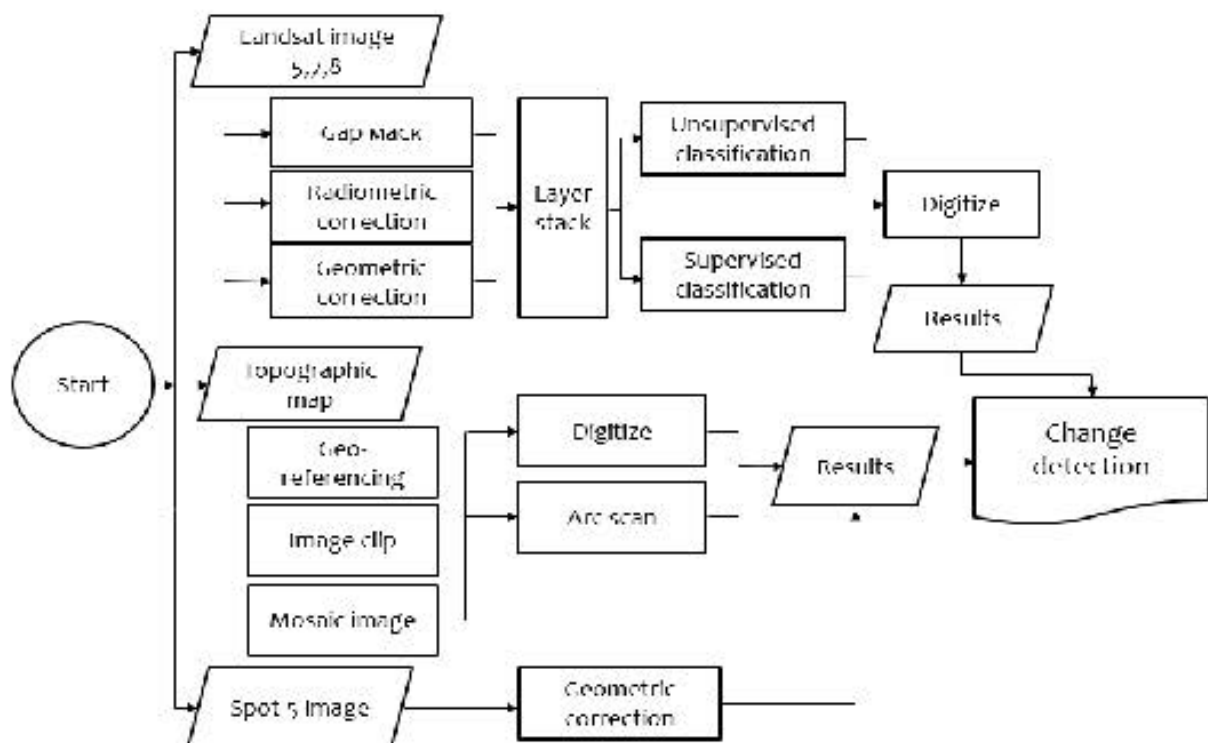 Landsat image
5,7,8
Gap Mack
Radiometric
correction
Geometric
correction
Layer
stack
Unsupervised
classification
Supervised
classification
Digitize
Results
Start
Topographic
map
Geo-
referencing
Image clip
Mosaic image
Digitize
Arc scan
Results
Change
detection
Spot 5 Image
Geometric
correction